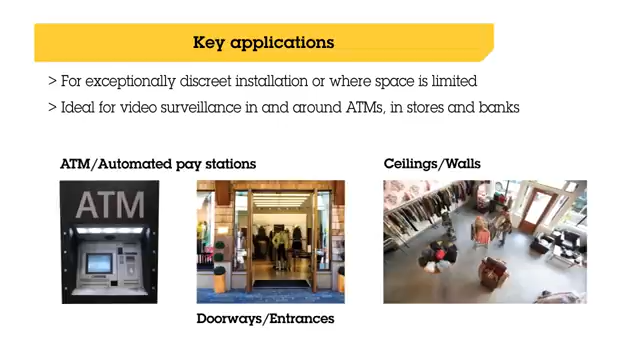 Key applications
> For exceptionally discreet installation or where space is limited
> Ideal for video surveillance in and around ATMs, in stores and banks
ATM/Automated pay stations
Ceilings/Walls
ATM
Doorways/Entrances